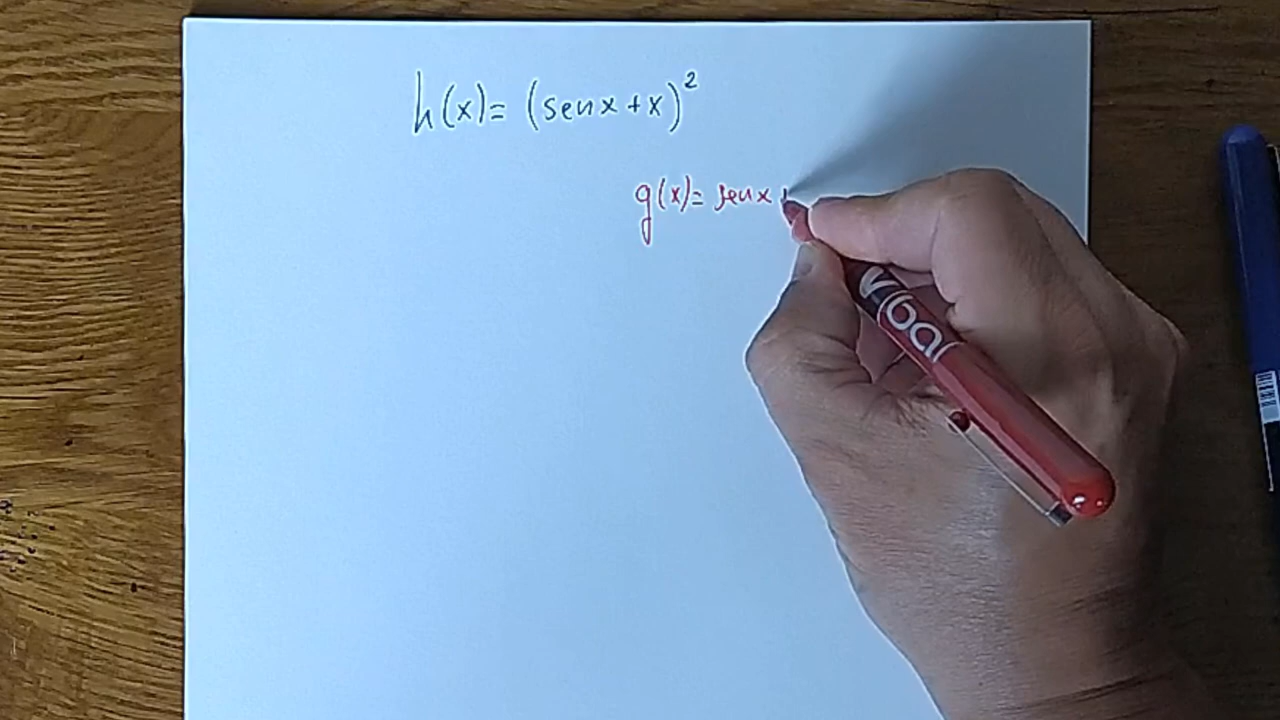 h(x)= (senx+x)²
g(x)= senx